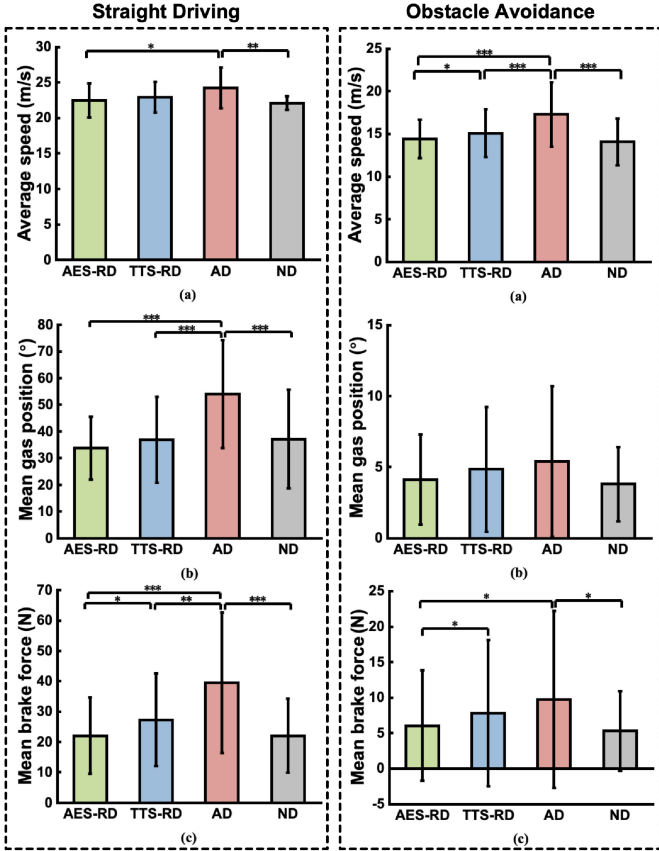 Straight Driving
Obstacle Avoidance
Average speed (m/s)
30
25
20
15
10
5
0
*
**
AES-RD TTS-RD AD ND
(a)
Average speed (m/s)
25
20
15
10
5
0
***
*
***
***
AES-RD TTS-RD AD ND
(a)
Mean gas position (°)
80
70
60
50
40
30
20
10
0
***
***
***
AES-RD TTS-RD AD ND
(b)
Mean gas position (°)
15
10
5
0
AES-RD TTS-RD AD ND
(b)
Mean brake force (N)
70
60
50
40
30
20
10
0
***
*
**
***
AES-RD TTS-RD AD ND
(c)
Mean brake force (N)
25
20
15
10
5
0
-5
*
*
*
AES-RD TTS-RD AD ND
(c)